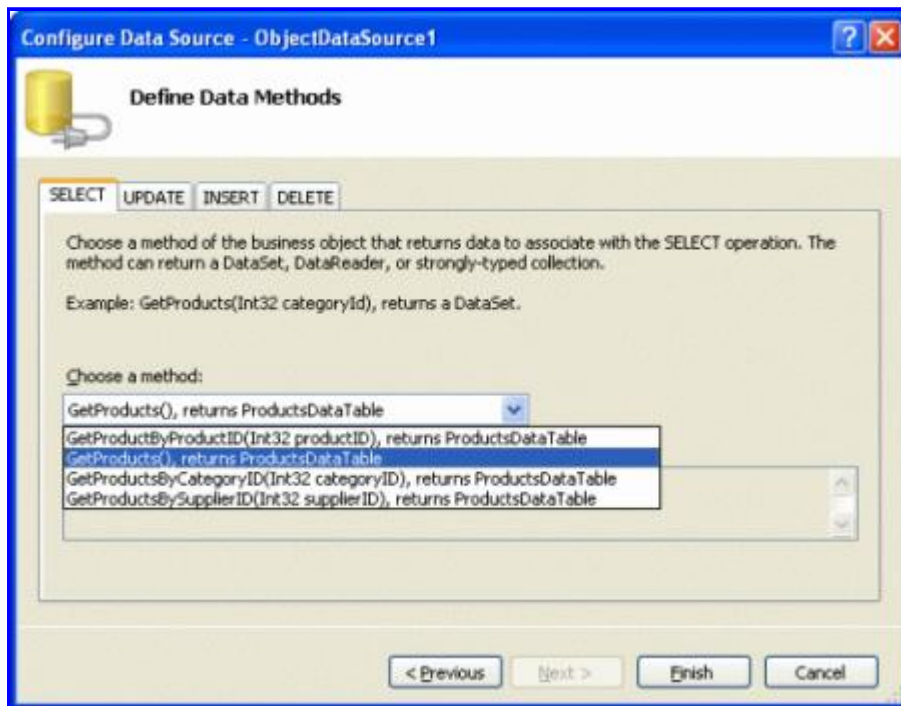 Configure Data Source - ObjectDataSource1
Define Data Methods
SELECT UPDATE INSERT DELETE
Choose a method of the business object that returns data to associate with the SELECT operation. The
method can return a DataSet, DataReader, or strongly-typed collection.
Example: GetProducts(Int32 categoryId), returns a DataSet.
Choose a method:
GetProducts(), returns ProductsDataTable
GetProductByProductID(Int32 productID), returns ProductsDataTable
GetProducts(), returns ProductsDataTable
GetProductsByCategoryID(Int32 categoryID), returns ProductsDataTable
GetProductsBySupplierID(Int32 supplierID), returns ProductsDataTable
< Previous Next > Finish Cancel